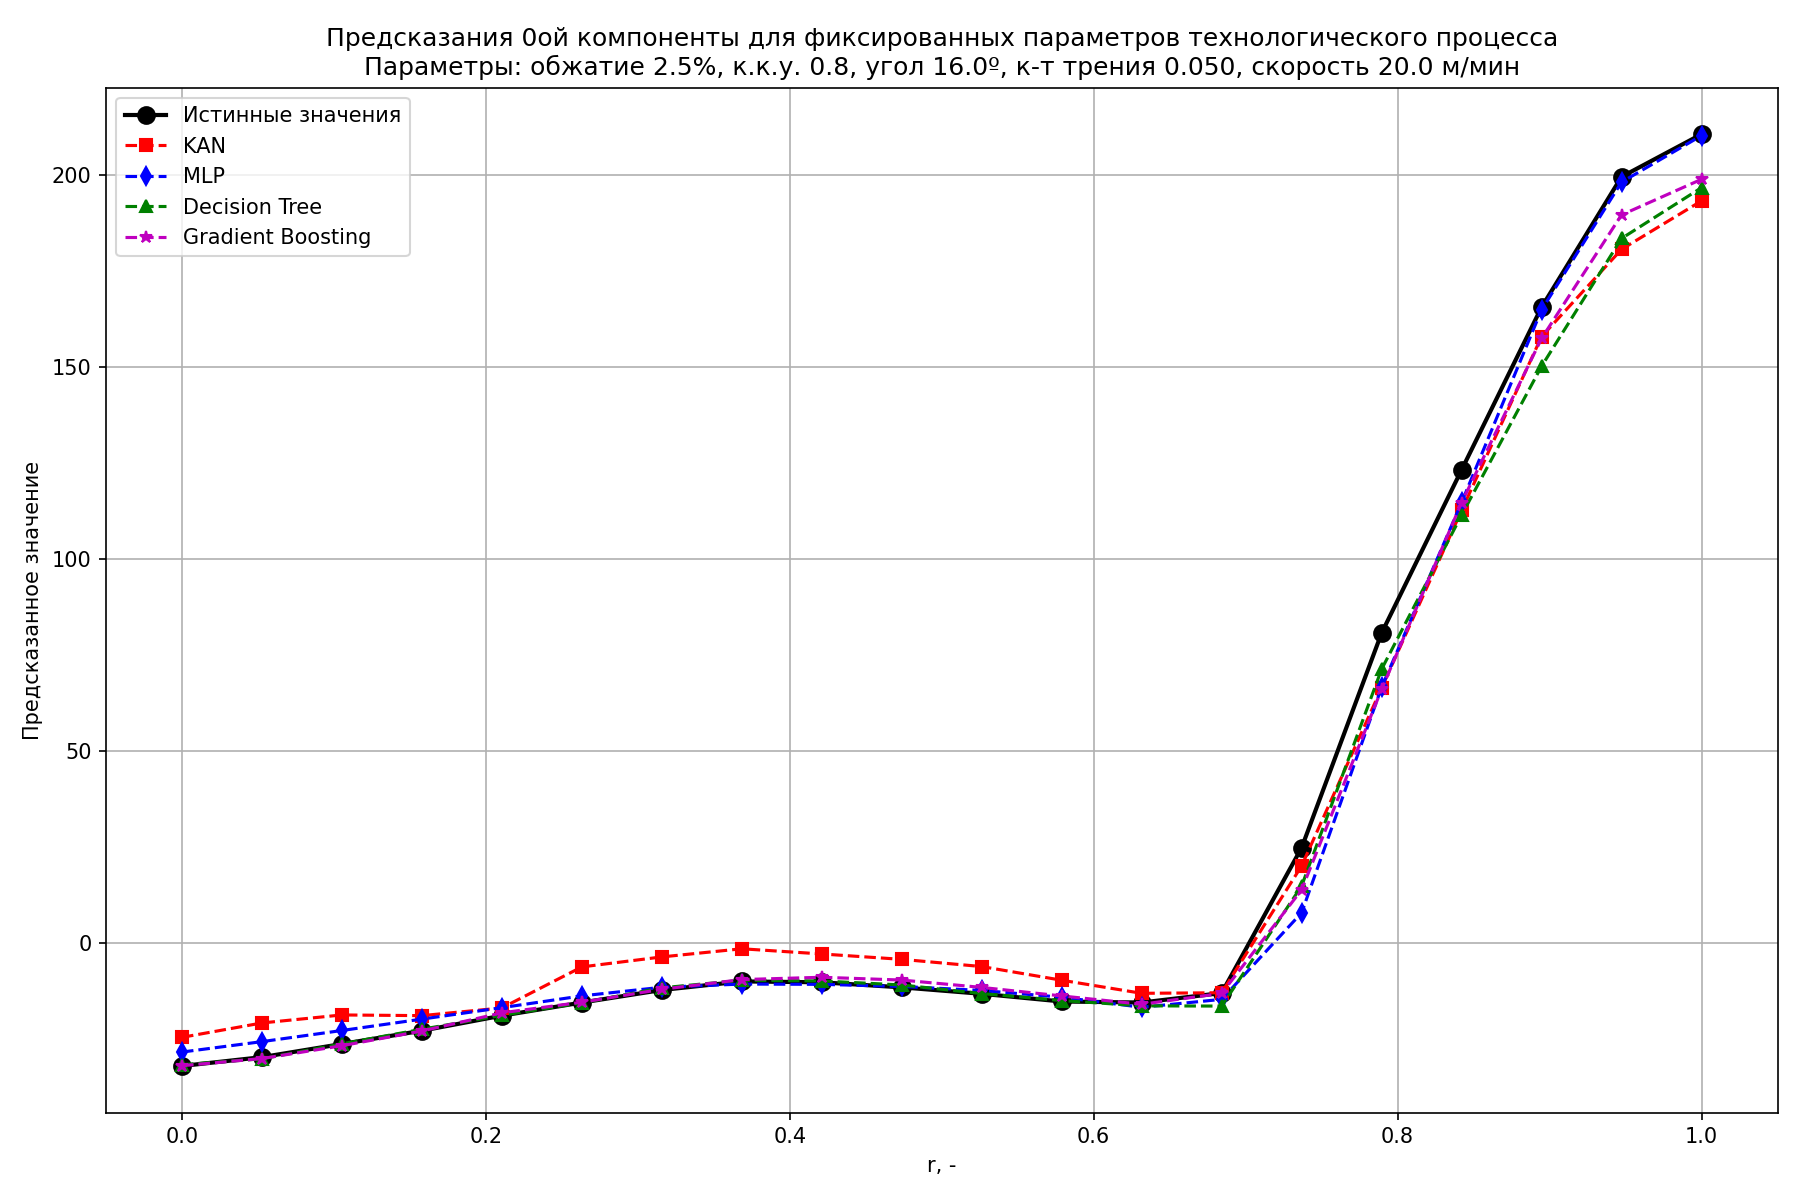 Предсказания 0ой компоненты для фиксированных параметров технологического процесса
Параметры: обжатие 2.5%, к.к.у. 0.8, угол 16.0º, к-т трения 0.050, скорость 20.0 м/мин
Истинные значения
KAN
MLP
Decision Tree
Gradient Boosting
Предсказанное значение
200
150
100
50
0
0.0
0.2
0.4
0.6
0.8
1.0
r, -